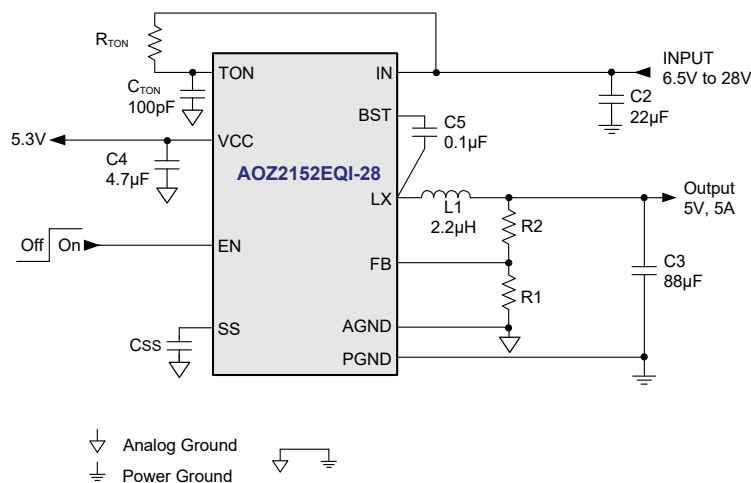 RTON
TON
CTON
100pF
5.3V
C4
4.7µF
VCC
Off
On
EN
SS
CSS
AOZ2152EQI-28
IN
BST
LX
FB
AGND
PGND
INPUT
6.5V to 28V
C2
22µF
C5
0.1µF
L1
2.2µH
R2
R1
Output
5V, 5A
C3
88µF
Analog Ground
Power Ground